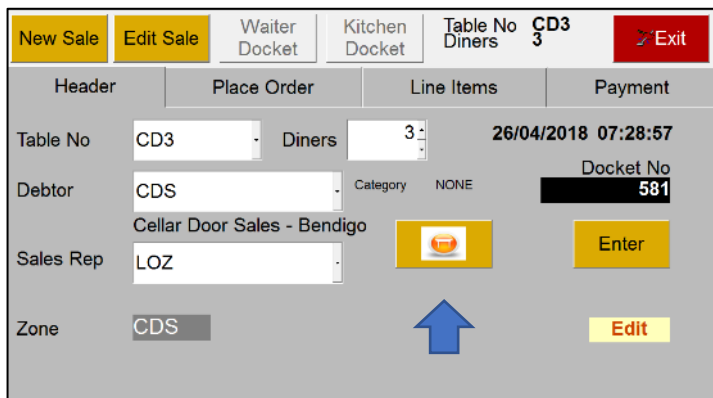 New Sale Edit Sale Waiter Docket Kitchen Docket Table No CD3 Exit
Diners 3
Header Place Order Line Items Payment
Table No CD3 Diners 3 26/04/2018 07:28:57
Docket No
Debtor CDS Category NONE 581
Cellar Door Sales - Bendigo
Enter
Sales Rep LOZ
Zone CDS Edit